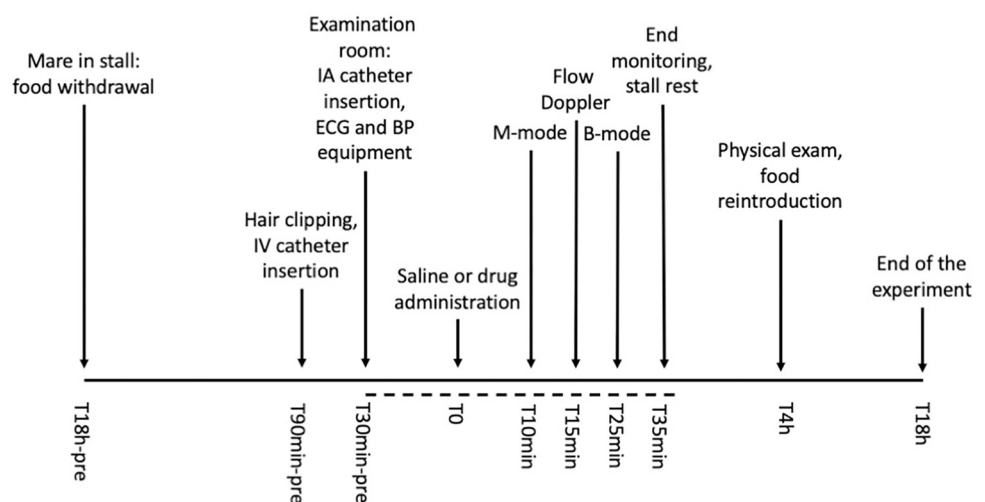 Mare in stall:
food withdrawal
Hair clipping,
IV catheter
insertion
Examination
room:
IA catheter
insertion,
ECG and BP
equipment
Saline or drug
administration
M-mode
Flow
Doppler
B-mode
End
monitoring,
stall rest
Physical exam,
food
reintroduction
End of the
experiment
T18h-pre
T90min-pre
T30min-pre
T0
T10min
T15min
T25min
T35min
T4h
T18h